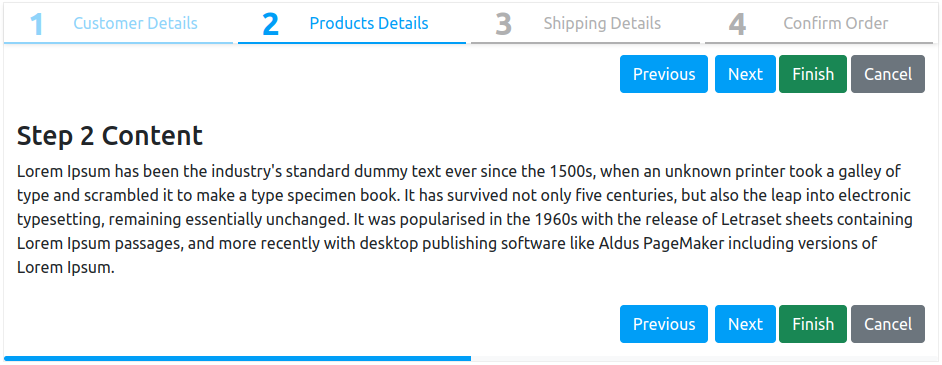 1 Customer Details 2 Products Details 3 Shipping Details 4 Confirm Order
Previous Next Finish Cancel
Step 2 Content
Lorem Ipsum has been the industry's standard dummy text ever since the 1500s, when an unknown printer took a galley of
type and scrambled it to make a type specimen book. It has survived not only five centuries, but also the leap into electronic
typesetting, remaining essentially unchanged. It was popularised in the 1960s with the release of Letraset sheets containing
Lorem Ipsum passages, and more recently with desktop publishing software like Aldus PageMaker including versions of
Lorem Ipsum.
Previous Next Finish Cancel